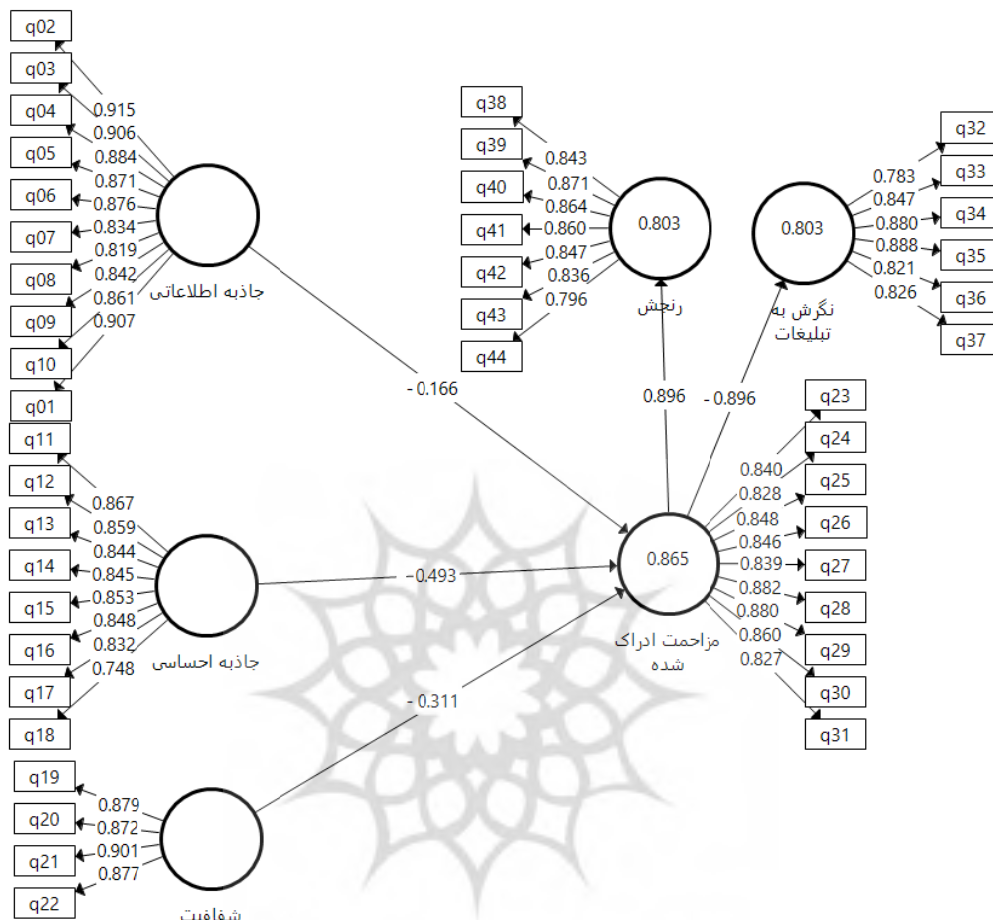 q02
q03
q04
q05
q06
q07
q08
q09
q10
q01
0.915
0.906
0.884
0.871
0.876
0.834
0.819
0.842
0.861
0.907
جاذبه اطلاعاتی
q11
q12
q13
q14
q15
q16
q17
q18
0.867
0.859
0.844
0.845
0.853
0.848
0.832
0.748
جاذبه احساسی
q19
q20
q21
q22
0.879
0.872
0.901
0.877
شفافیت
-0.166
-0.493
-0.311
q38
q39
q40
q41
q42
q43
q44
0.843
0.871
0.864
0.860
0.847
0.836
0.796
0.803
رنجش
0.803
نگرش به
تبلیغات
0.783
0.847
0.880
0.888
0.821
0.826
q32
q33
q34
q35
q36
q37
0.896
-0.896
0.865
مزاحمت ادراک
شده
0.840
0.828
0.848
0.846
0.839
0.882
0.880
0.860
0.827
q23
q24
q25
q26
q27
q28
q29
q30
q31